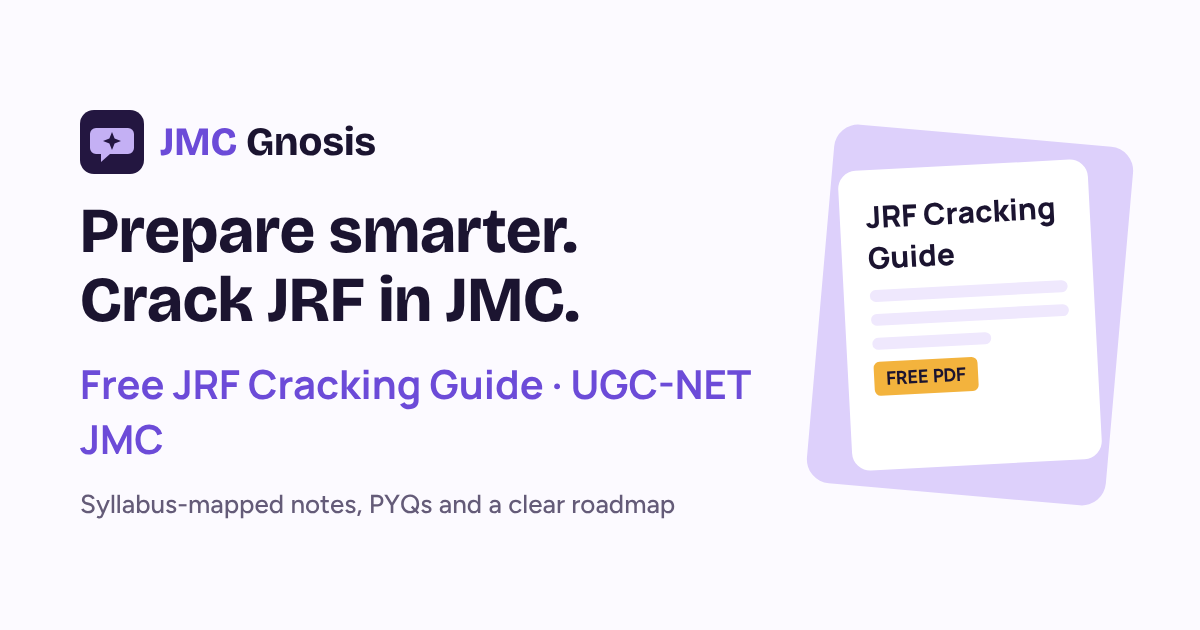 JMC Gnosis
Prepare smarter.
Crack JRF in JMC.
Free JRF Cracking Guide · UGC-NET
JMC
Syllabus-mapped notes, PYQs and a clear roadmap
JRF Cracking
Guide
FREE PDF